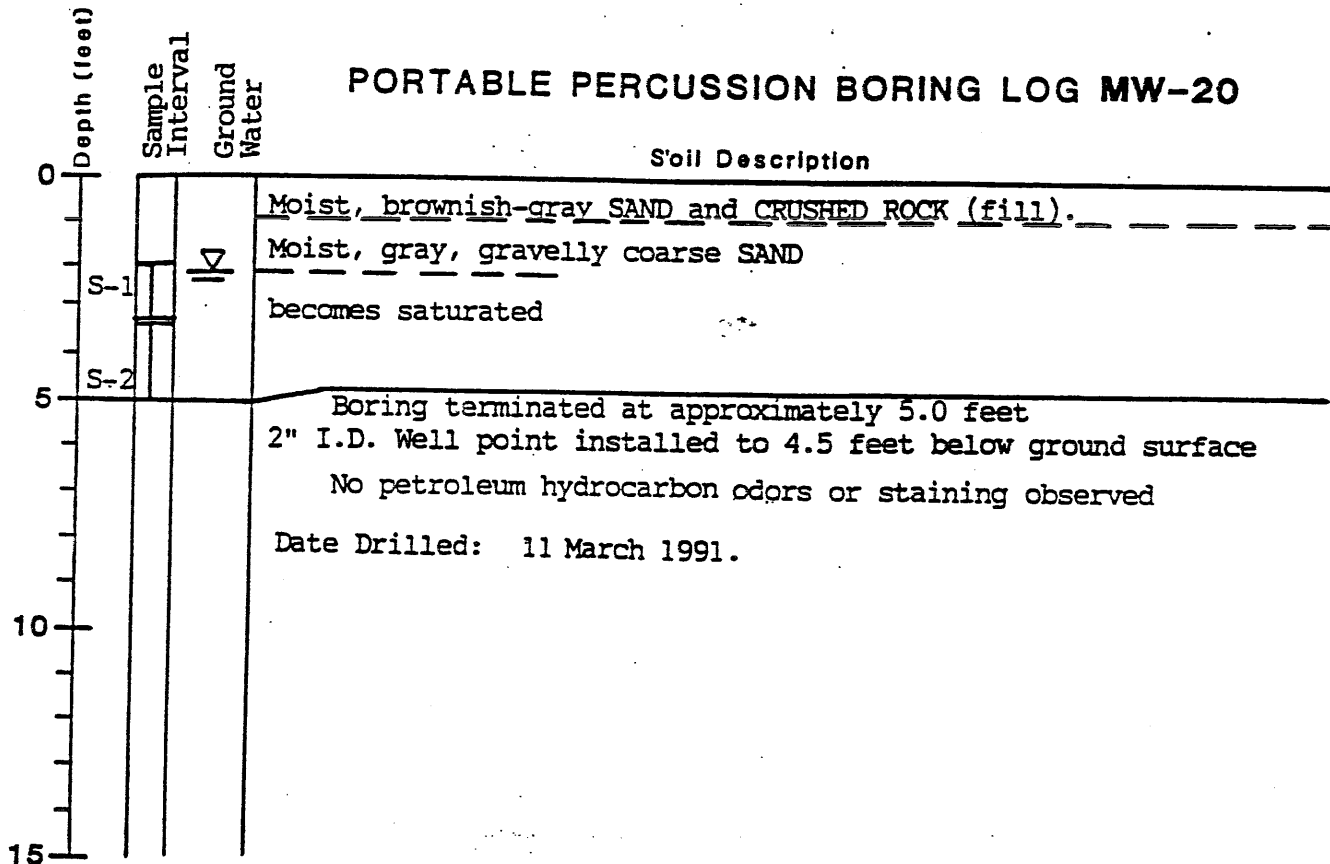 PORTABLE PERCUSSION BORING LOG MW-20
Depth (feet)
Sample
Interval
Ground
Water
Soil Description
0
Moist, brownish-gray SAND and CRUSHED ROCK (fill).
Moist, gray, gravelly coarse SAND
S-1
becomes saturated
S-2
5
Boring terminated at approximately 5.0 feet
2" I.D. Well point installed to 4.5 feet below ground surface
No petroleum hydrocarbon odors or staining observed
Date Drilled: 11 March 1991.
10
15